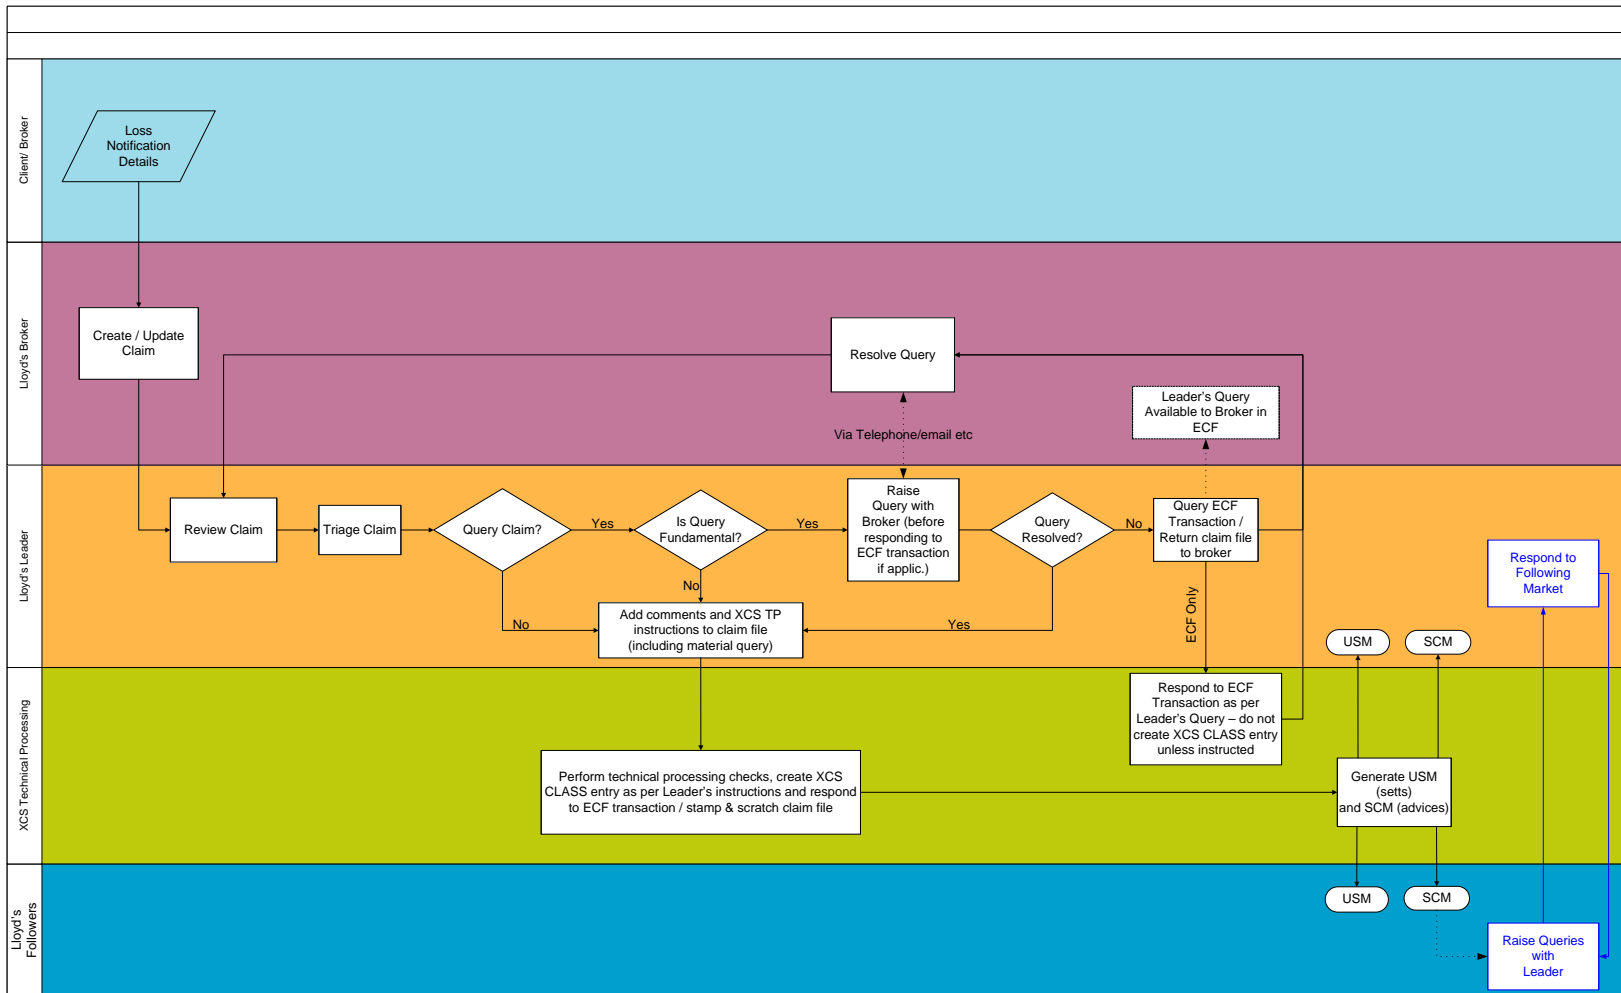 Client/ Broker
Loss
Notification
Details
Lloyd's Broker
Create / Update
Claim
Resolve Query
Via Telephone/email etc
Leader's Query
Available to Broker in
ECF
Lloyd's Leader
Review Claim
Triage Claim
Query Claim?
Yes
No
Is Query
Fundamental?
Yes
No
Raise
Query with
Broker (before
responding to
ECF transaction
if applic.)
Query
Resolved?
No
Yes
Query ECF
Transaction /
Return claim file
to broker
ECF Only
Add comments and XCS TP
instructions to claim file
(including material query)
Respond to
Following
Market
USM
SCM
XCS Technical Processing
Respond to ECF
Transaction as per
Leader's Query – do not
create XCS CLASS entry
unless instructed
Perform technical processing checks, create XCS
CLASS entry as per Leader's instructions and respond
to ECF transaction / stamp & scratch claim file
Generate USM
(setts)
and SCM (advices)
Lloyd's
Followers
USM
SCM
Raise Queries
with
Leader